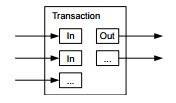 Transaction
In Out
In ...
...